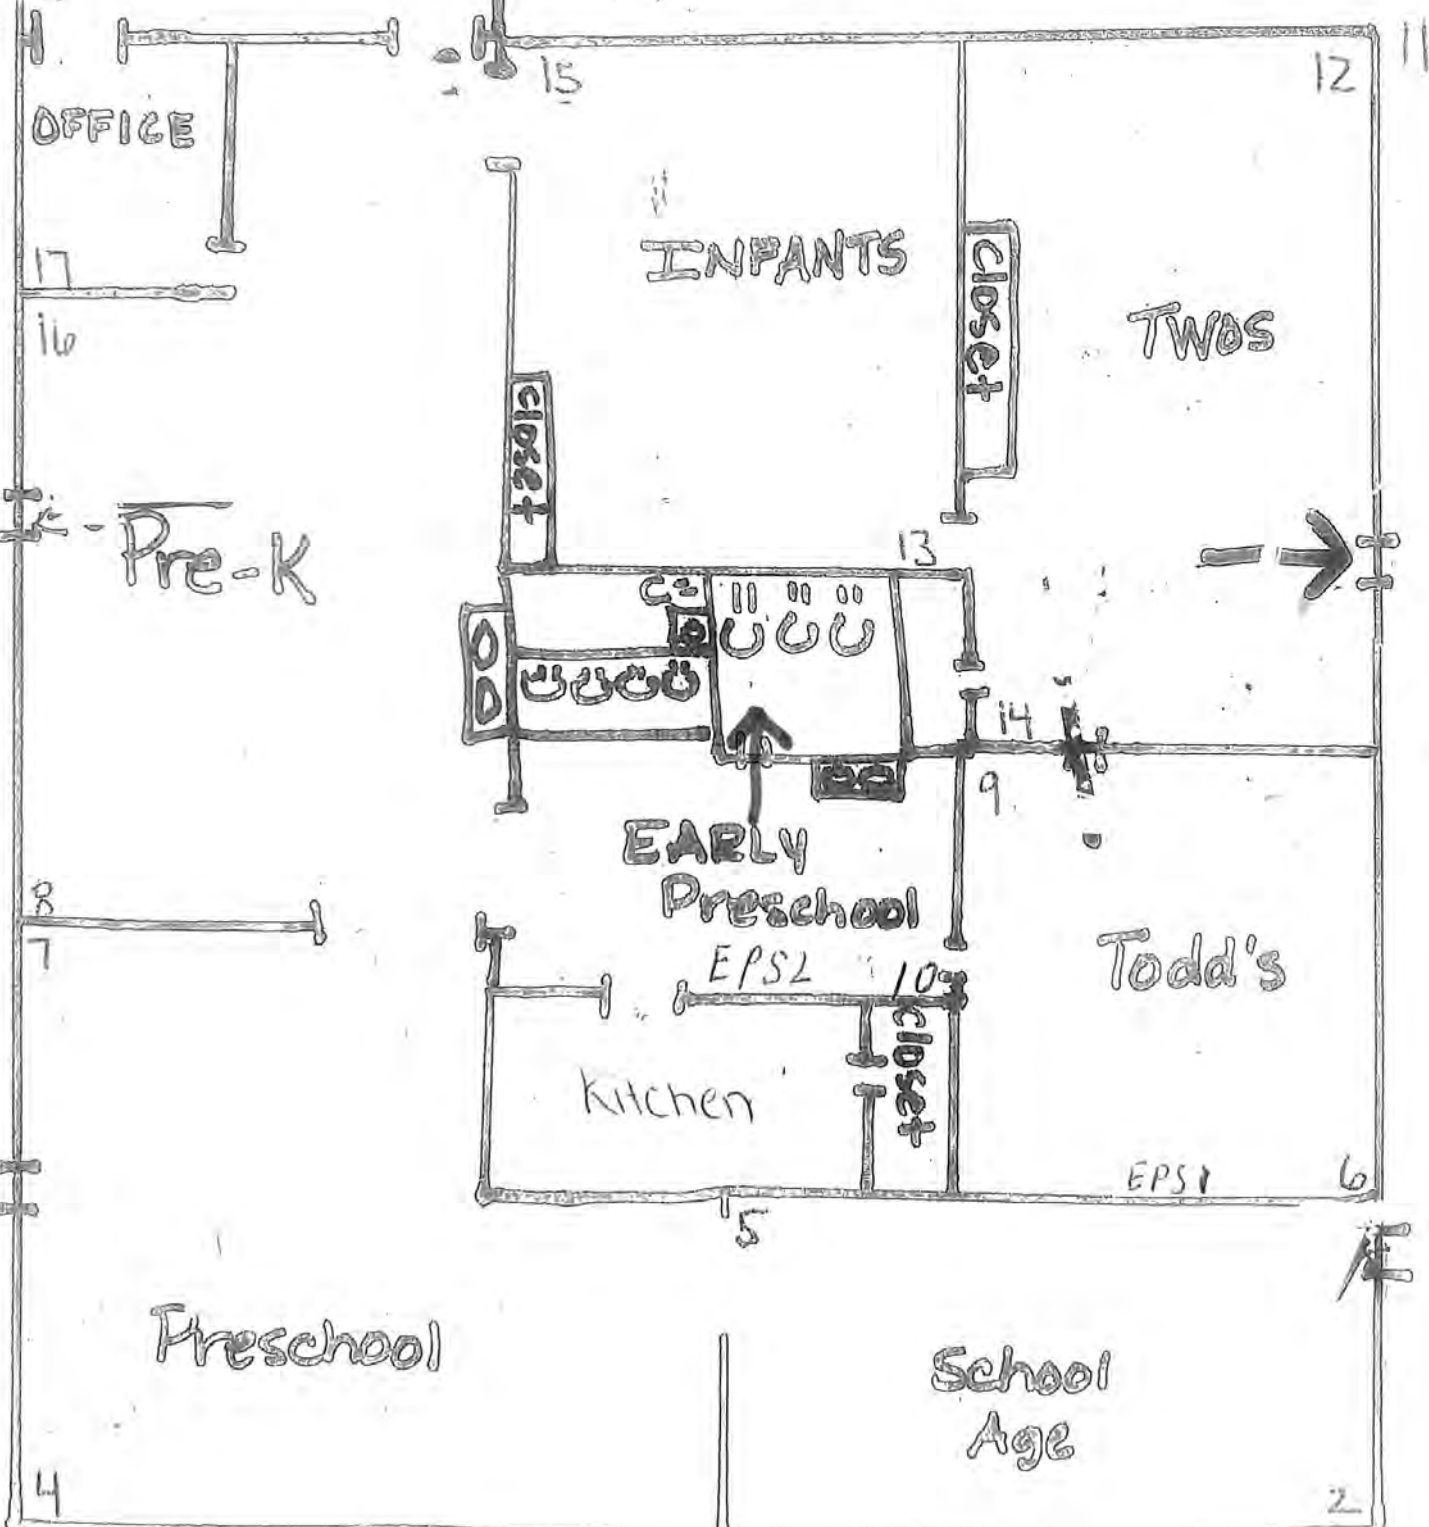 11
15
12
OFFICE
INFANTS
17
16
Closet
TWOS
Closet
Pre-K
13
14
9
EARLY
Preschool
8
7
EPS2
10
Todd's
Closet
Kitchen
EPS1
6
5
Preschool
School
Age
4
2